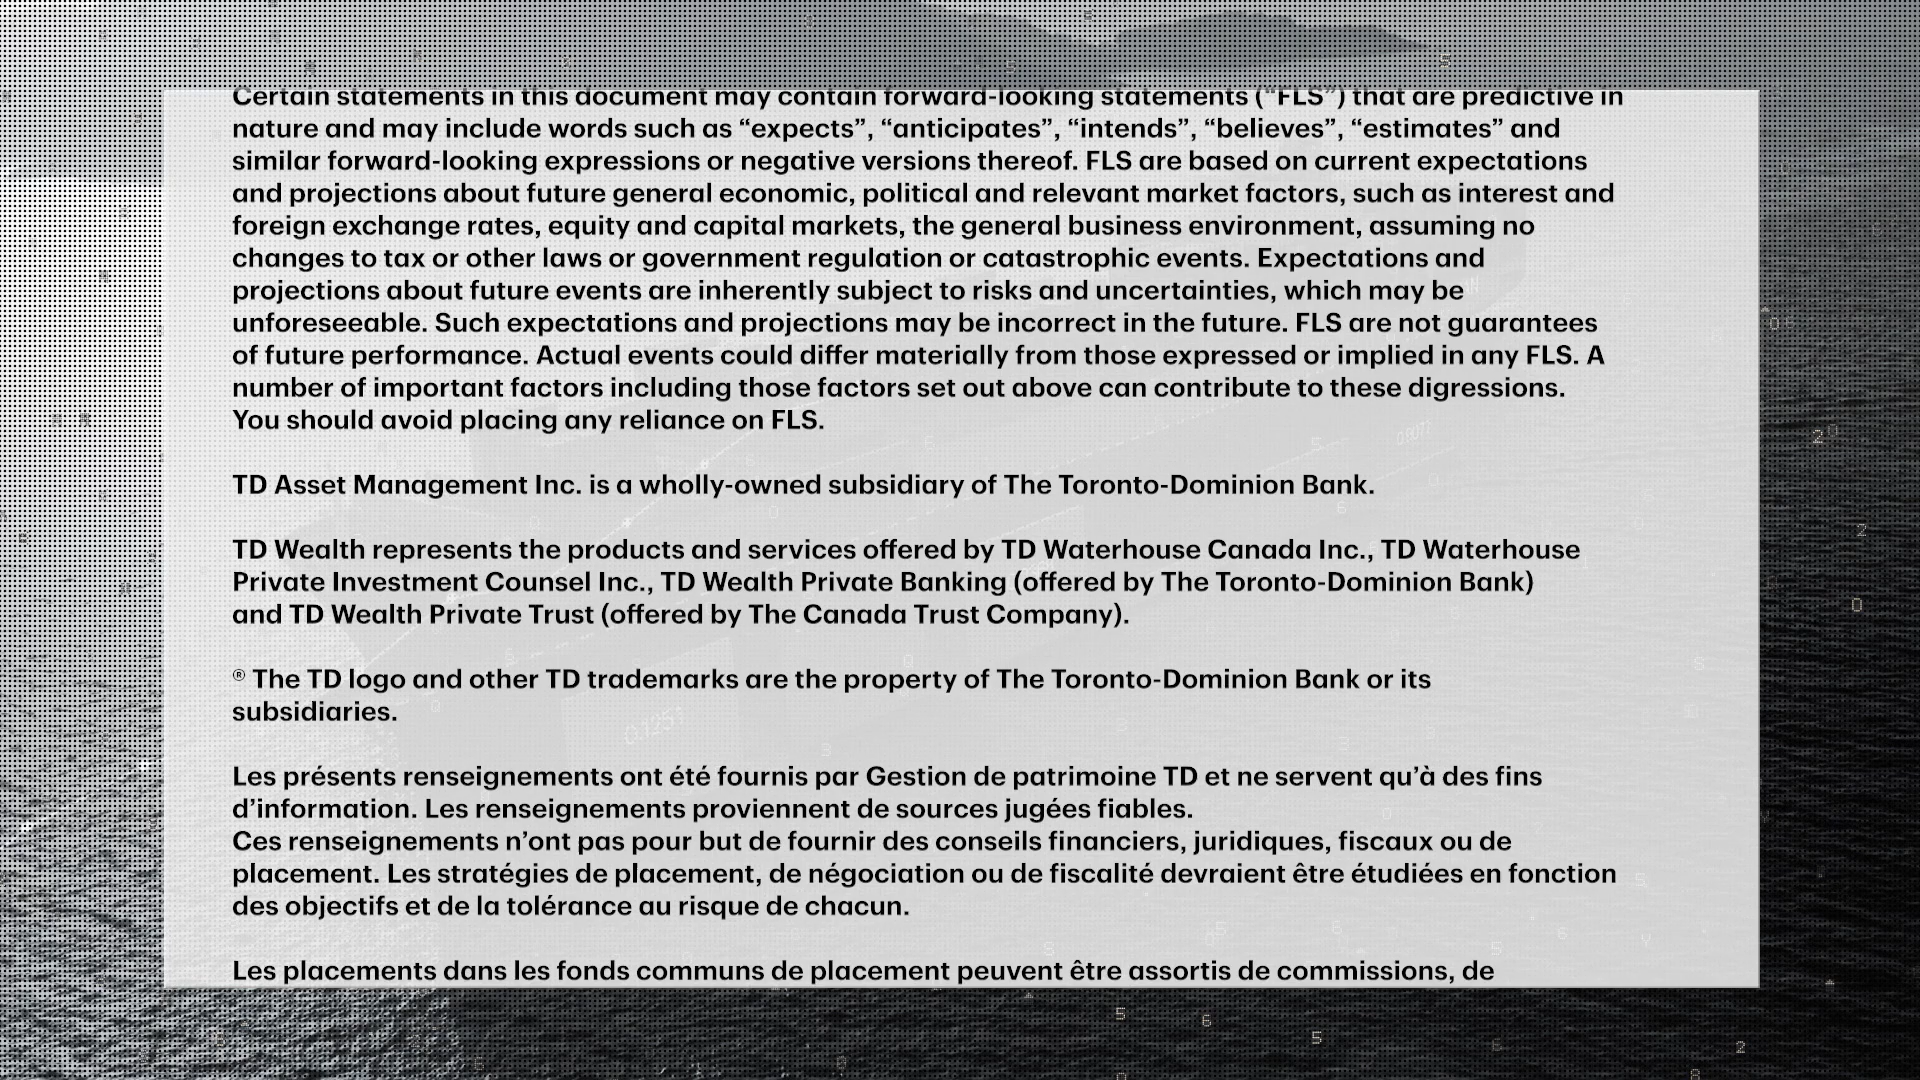 Certain statements in this document may contain forward-looking statements (“FLS”) that are predictive in
nature and may include words such as “expects”, “anticipates”, “intends”, “believes”, “estimates” and
similar forward-looking expressions or negative versions thereof. FLS are based on current expectations
and projections about future general economic, political and relevant market factors, such as interest and
foreign exchange rates, equity and capital markets, the general business environment, assuming no
changes to tax or other laws or government regulation or catastrophic events. Expectations and
projections about future events are inherently subject to risks and uncertainties, which may be
unforeseeable. Such expectations and projections may be incorrect in the future. FLS are not guarantees
of future performance. Actual events could differ materially from those expressed or implied in any FLS. A
number of important factors including those factors set out above can contribute to these digressions.
You should avoid placing any reliance on FLS.
TD Asset Management Inc. is a wholly-owned subsidiary of The Toronto-Dominion Bank.
TD Wealth represents the products and services offered by TD Waterhouse Canada Inc., TD Waterhouse
Private Investment Counsel Inc., TD Wealth Private Banking (offered by The Toronto-Dominion Bank)
and TD Wealth Private Trust (offered by The Canada Trust Company).
® The TD logo and other TD trademarks are the property of The Toronto-Dominion Bank or its
subsidiaries.
Les présents renseignements ont été fournis par Gestion de patrimoine TD et ne servent qu’à des fins
d’information. Les renseignements proviennent de sources jugées fiables.
Ces renseignements n’ont pas pour but de fournir des conseils financiers, juridiques, fiscaux ou de
placement. Les stratégies de placement, de négociation ou de fiscalité devraient être étudiées en fonction
des objectifs et de la tolérance au risque de chacun.
Les placements dans les fonds communs de placement peuvent être assortis de commissions, de